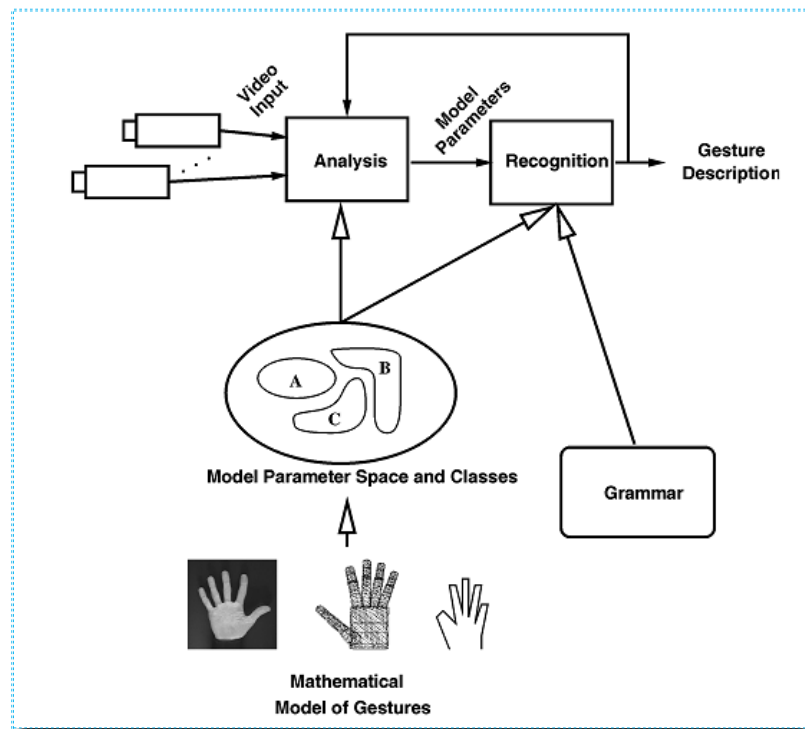 Video
Input
Analysis
Model
Parameters
Recognition
Gesture
Description
A
B
C
Model Parameter Space and Classes
Grammar
Mathematical
Model of Gestures